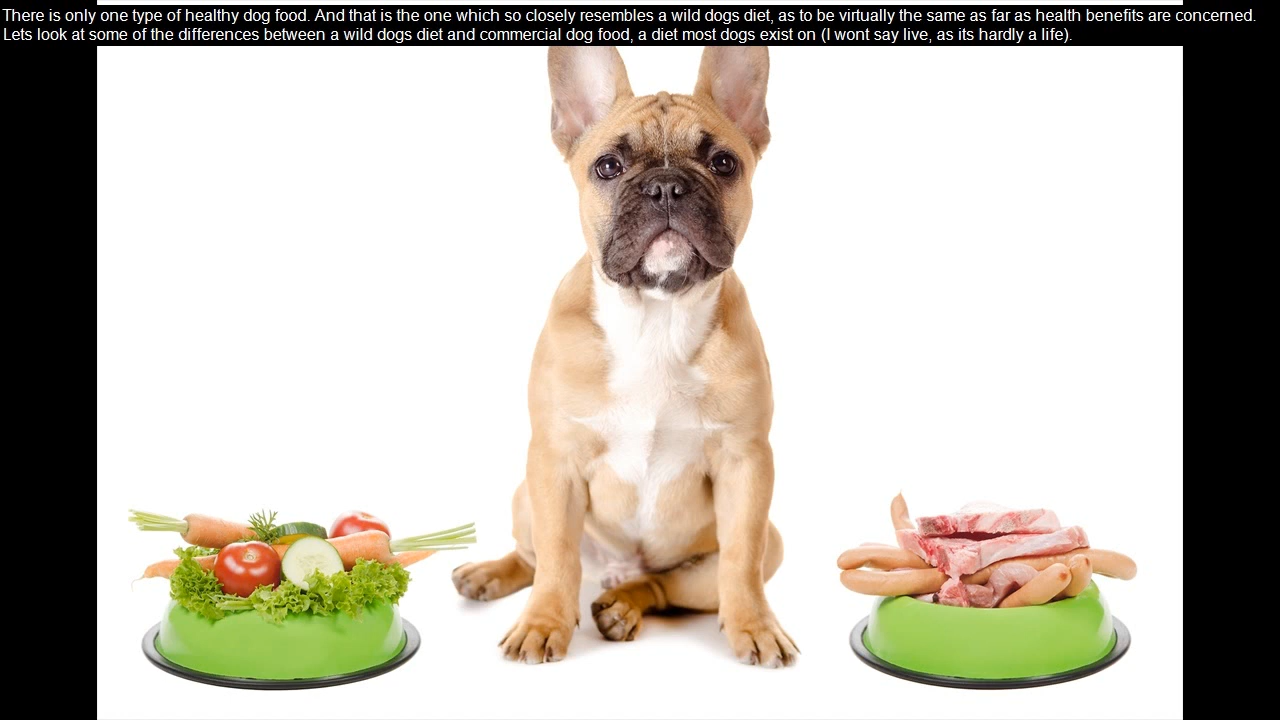 There is only one type of healthy dog food. And that is the one which so closely resembles a wild dogs diet, as to be virtually the same as far as health benefits are concerned.
Lets look at some of the differences between a wild dogs diet and commercial dog food, a diet most dogs exist on (I wont say live, as its hardly a life).